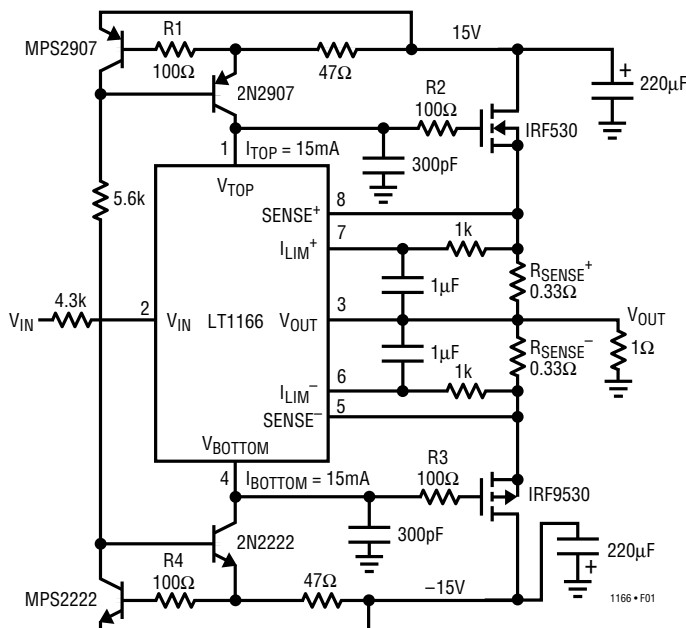 MPS2907
R1
100Ω
47Ω
15V
2N2907
R2
100Ω
+
220μF
IRF530
1
I_TOP = 15mA
300pF
V_TOP
5.6k
SENSE⁺
8
I_LIM⁺
7
1k
R_SENSE⁺
0.33Ω
1μF
V_IN
4.3k
2
V_IN
LT1166
V_OUT
3
V_OUT
1Ω
1μF
R_SENSE⁻
0.33Ω
1k
I_LIM⁻
6
SENSE⁻
5
V_BOTTOM
4
I_BOTTOM = 15mA
R3
100Ω
IRF9530
2N2222
300pF
220μF
+
R4
100Ω
47Ω
–15V
MPS2222
1166 • F01